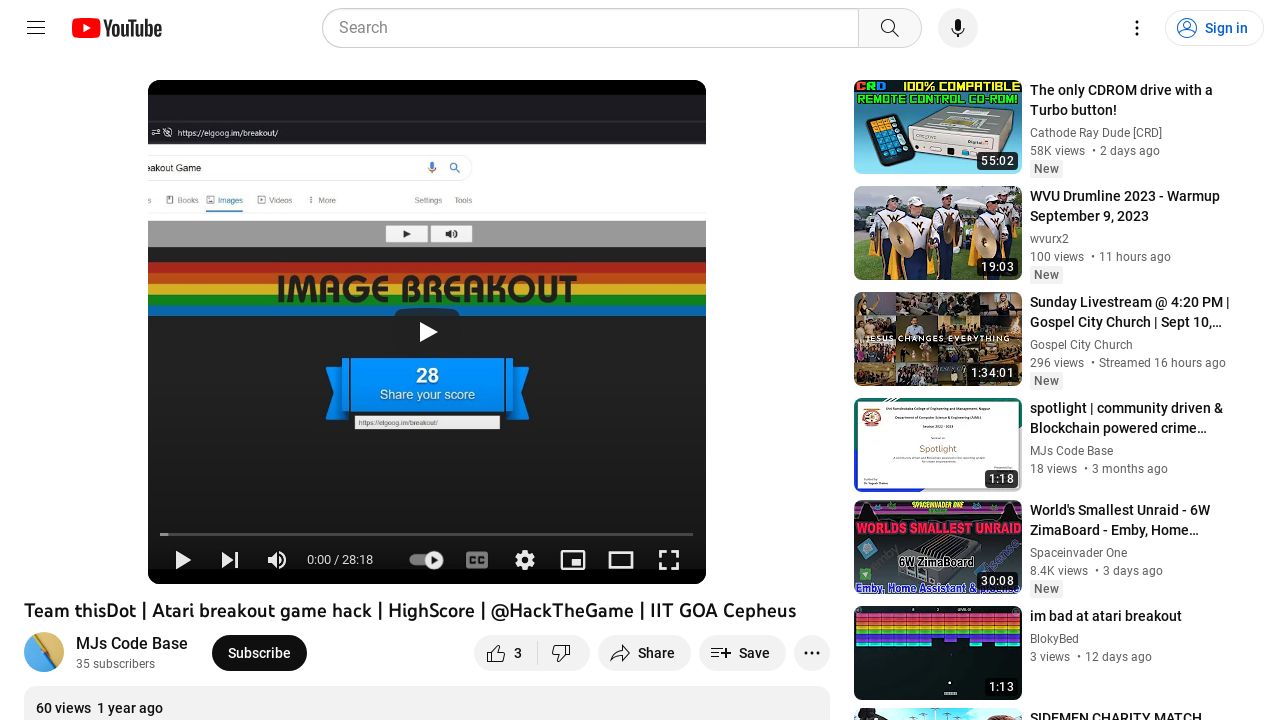 YouTube
Search
Sign in
https://elgoog.im/breakout/
eakout Game
Books
Images
Videos
More
Settings
Tools
IMAGE BREAKOUT
28
Share your score
https://elgoog.im/breakout/
0:00 / 28:18
CC
Team thisDot | Atari breakout game hack | HighScore | @HackTheGame | IIT GOA Cepheus
MJs Code Base
35 subscribers
Subscribe
3
Share
Save
60 views 1 year ago
CRD 100% COMPATIBLE
REMOTE CONTROL CD-ROM!
55:02
The only CDROM drive with a
Turbo button!
Cathode Ray Dude [CRD]
58K views • 2 days ago
New
19:03
WVU Drumline 2023 - Warmup
September 9, 2023
wvurx2
100 views • 11 hours ago
New
JESUS CHANGES EVERYTHING
1:34:01
Sunday Livestream @ 4:20 PM |
Gospel City Church | Sept 10,…
Gospel City Church
296 views • Streamed 16 hours ago
New
Spotlight
1:18
spotlight | community driven &
Blockchain powered crime…
MJs Code Base
18 views • 3 months ago
SPACEINVADER ONE
WORLDS SMALLEST UNRAID
6W ZimaBoard
Emby, Home Assistant &
30:08
World's Smallest Unraid - 6W
ZimaBoard - Emby, Home…
Spaceinvader One
8.4K views • 3 days ago
New
1:13
im bad at atari breakout
BlokyBed
3 views • 12 days ago
SIDEMEN CHARITY MATCH